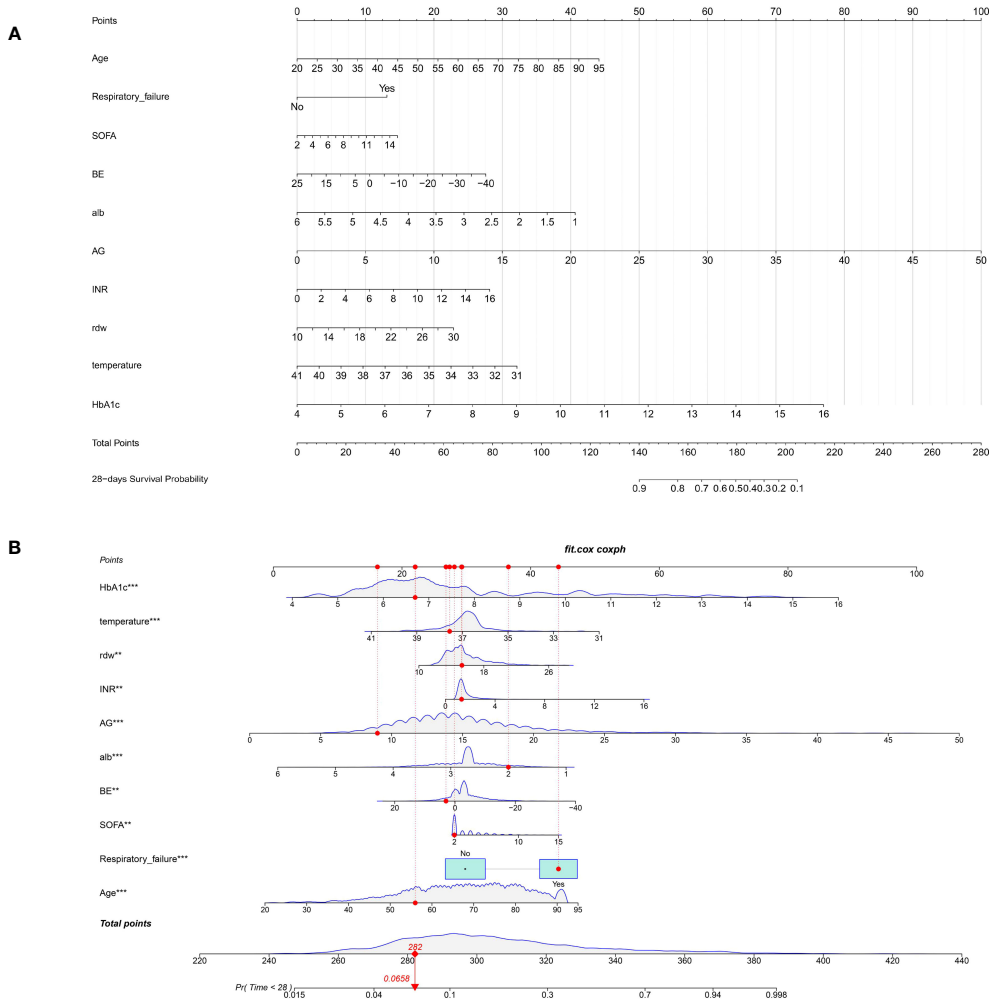 A
Points
0 10 20 30 40 50 60 70 80 90 100
Age
20 25 30 35 40 45 50 55 60 65 70 75 80 85 90 95
Respiratory_failure
Yes
No
SOFA
2 4 6 8 11 14
BE
25 15 5 0 −10 −20 −30 −40
alb
6 5.5 5 4.5 4 3.5 3 2.5 2 1.5 1
AG
0 5 10 15 20 25 30 35 40 45 50
INR
0 2 4 6 8 10 12 14 16
rdw
10 14 18 22 26 30
temperature
41 40 39 38 37 36 35 34 33 32 31
HbA1c
4 5 6 7 8 9 10 11 12 13 14 15 16
Total Points
0 20 40 60 80 100 120 140 160 180 200 220 240 260 280
28−days Survival Probability
0.9 0.8 0.7 0.6 0.5 0.4 0.3 0.2 0.1
B
fit.cox coxph
Points
0 20 40 60 80 100
HbA1c***
4 5 6 7 8 9 10 11 12 13 14 15 16
temperature***
41 39 37 35 33 31
rdw**
10 18 26
INR**
0 4 8 12 16
AG***
0 5 10 15 20 25 30 35 40 45 50
alb***
6 5 4 3 2 1
BE**
20 0 −20 −40
SOFA**
2 10 15
Respiratory_failure***
No
Yes
Age***
20 30 40 50 60 70 80 90 95
Total points
282
220 240 260 280 300 320 340 360 380 400 420 440
0.0658
Pr( Time < 28 )
0.015 0.04 0.1 0.3 0.7 0.94 0.998